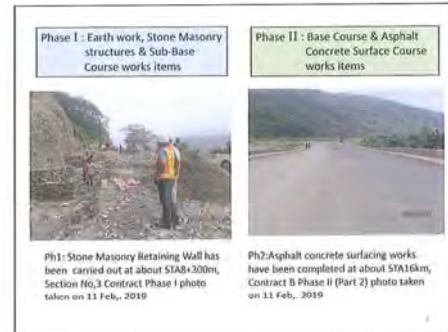 Phase I : Earth work, Stone Masonry
structures & Sub-Base
Course works items
Phase II : Base Course & Asphalt
Concrete Surface Course
works items
Ph1: Stone Masonry Retaining Wall has
been carried out at about STA8+300m,
Section No,3 Contract Phase I photo
taken on 11 Feb,. 2019
Ph2:Asphalt concrete surfacing works
have been completed at about STA16km,
Contract B Phase II (Part 2) photo taken
on 11 Feb,. 2019